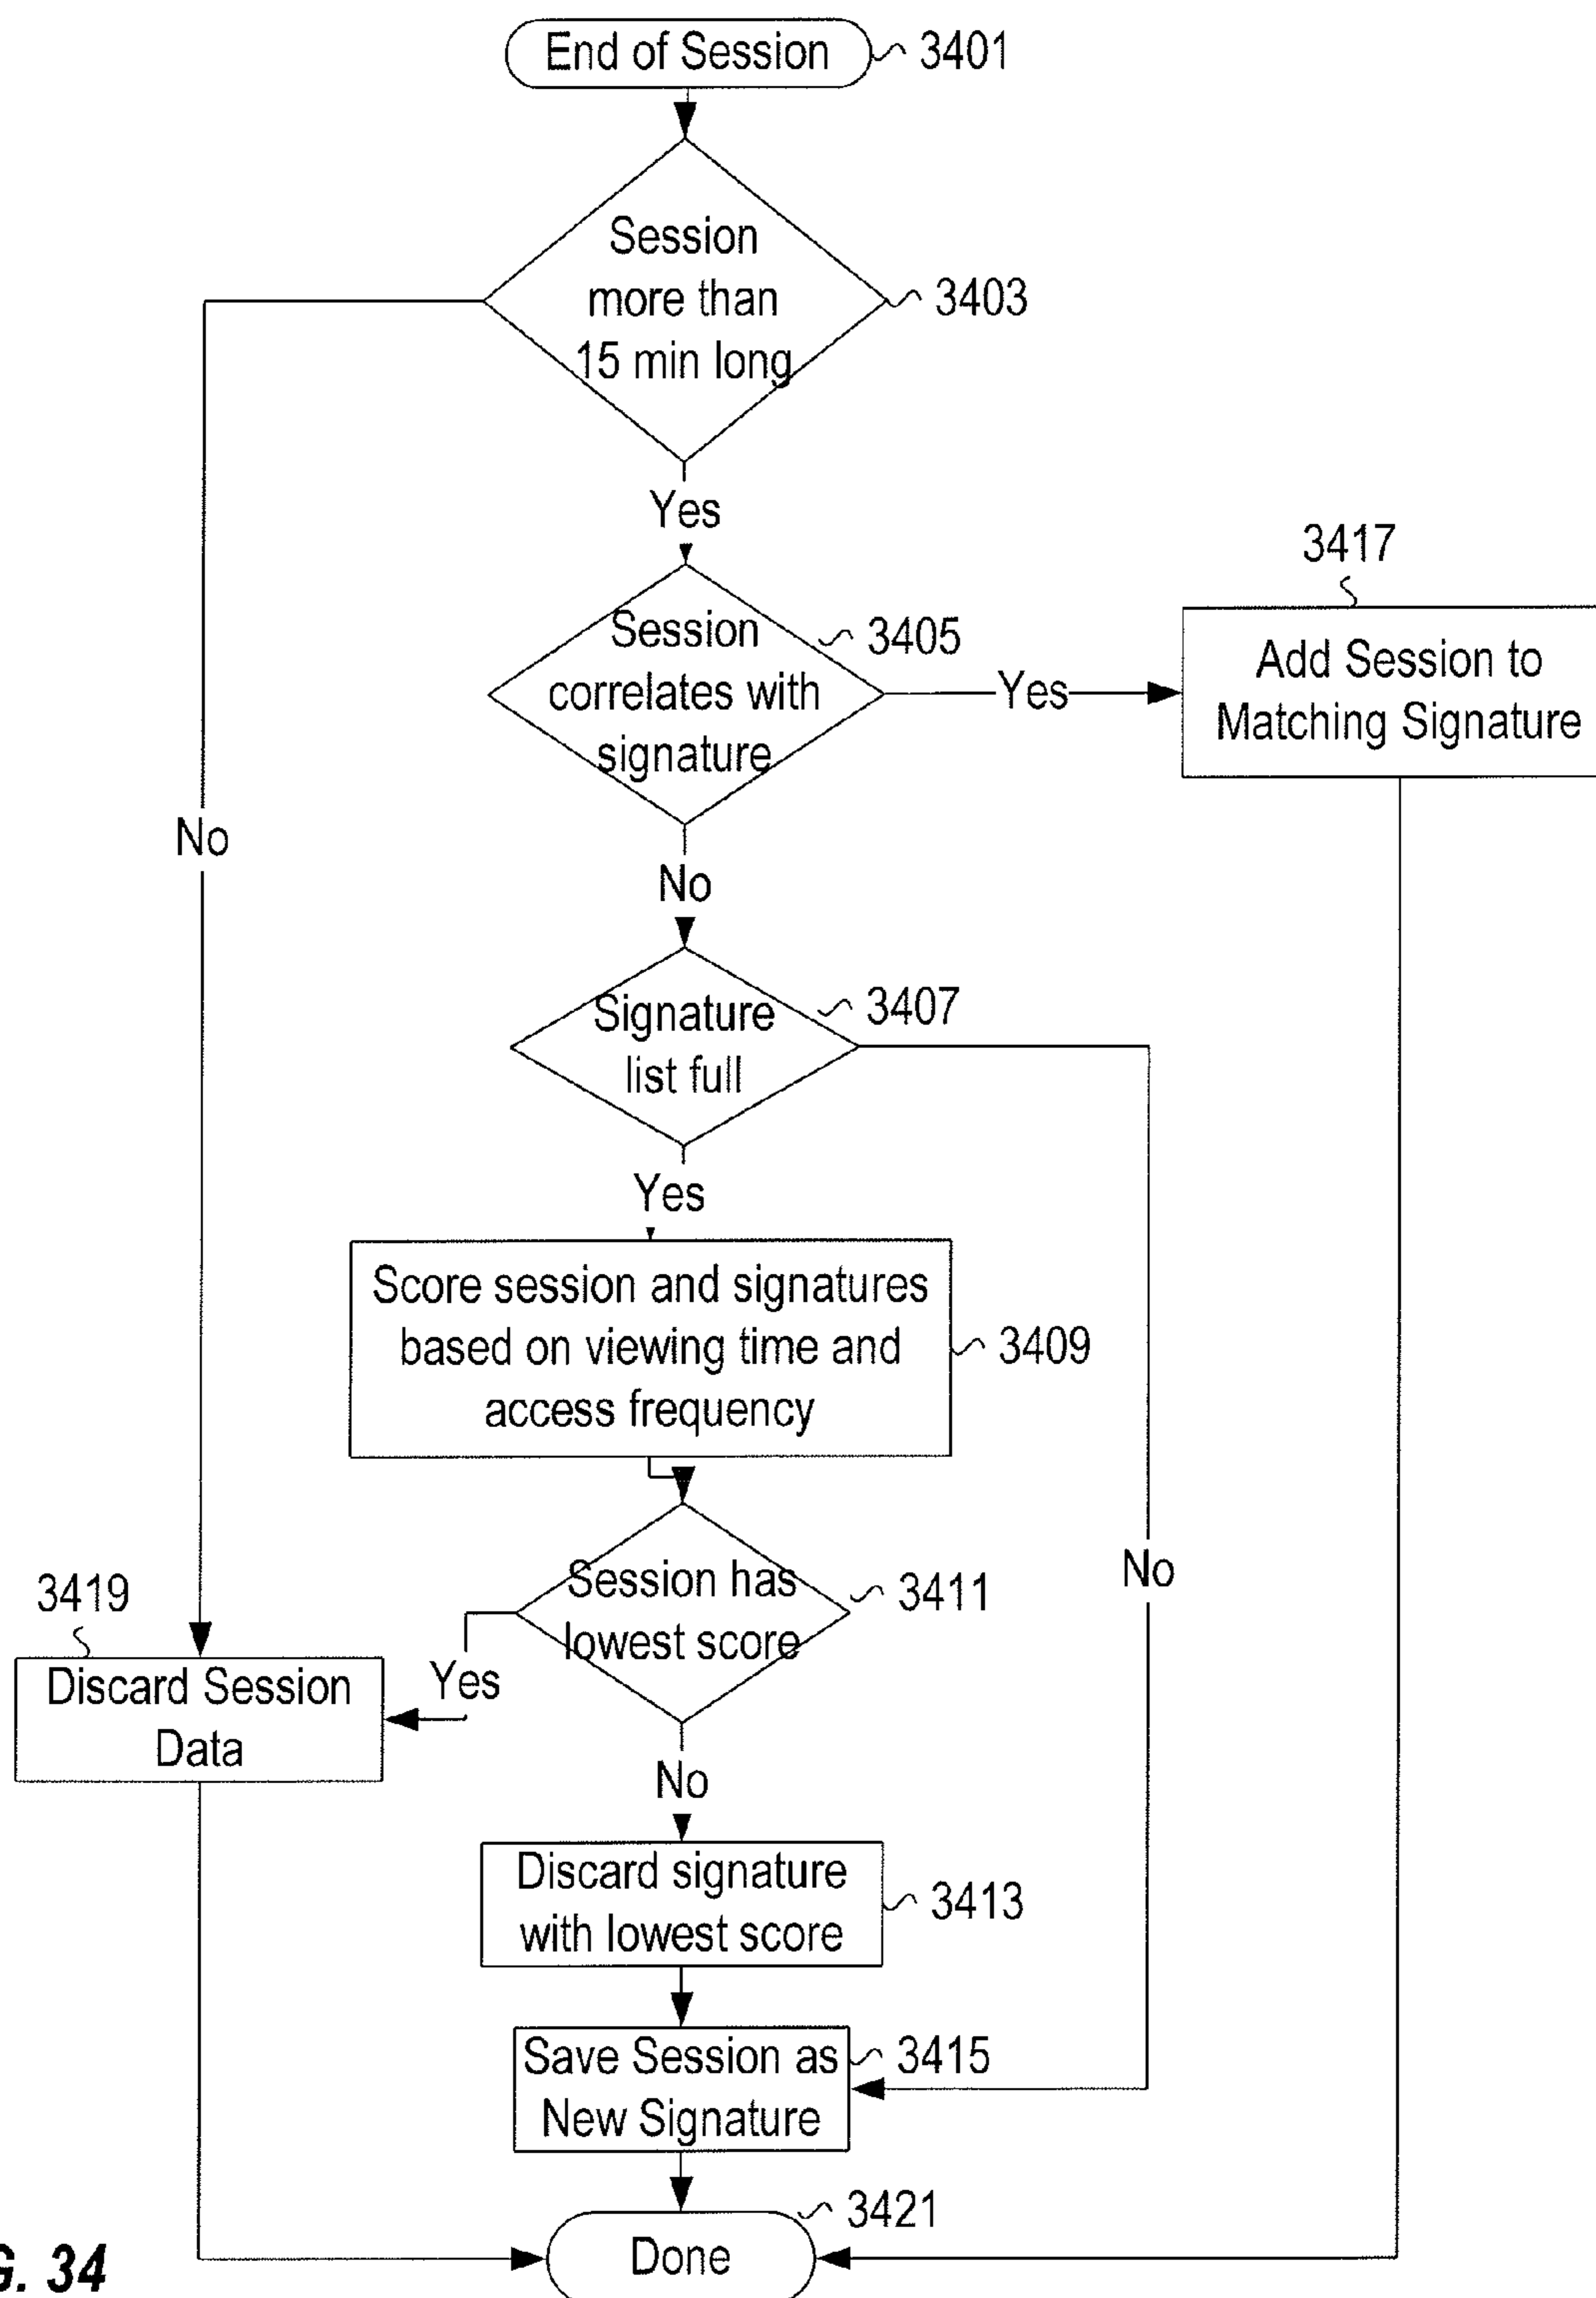 End of Session
3401
Session
more than
15 min long
3403
Yes
3417
Session
correlates with
signature
3405
Yes
Add Session to
Matching Signature
No
No
Signature
list full
3407
Yes
Score session and signatures
based on viewing time and
access frequency
3409
No
Session has
lowest score
3411
3419
Discard Session
Data
Yes
No
Discard signature
with lowest score
3413
Save Session as
New Signature
3415
3421
Done
G. 34